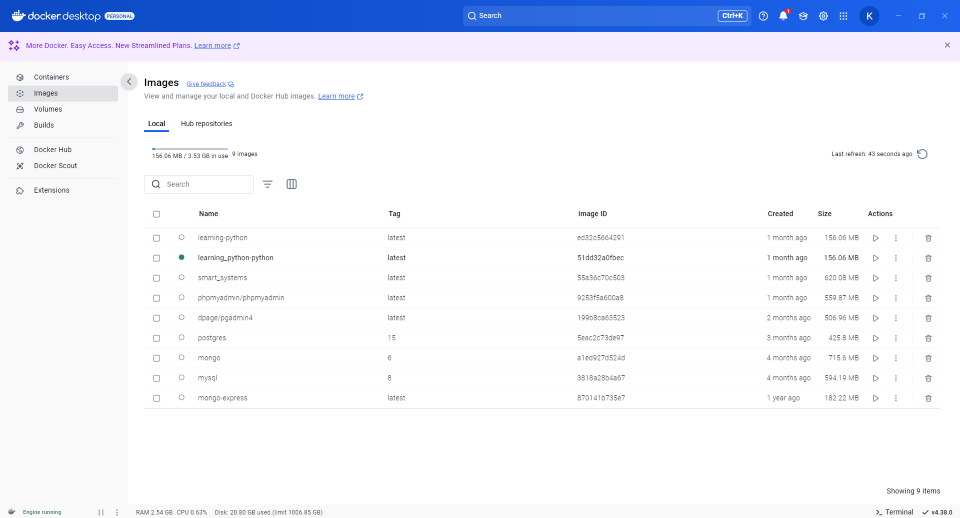 docker.desktop PERSONAL Search Ctrl+K 1 K
More Docker. Easy Access. New Streamlined Plans. Learn more
Containers
Images
Volumes
Builds
Docker Hub
Docker Scout
Extensions
Images Give feedback
View and manage your local and Docker Hub images. Learn more
Local Hub repositories
156.06 MB / 3.53 GB in use 9 images Last refresh: 43 seconds ago
Search
Name Tag Image ID Created Size Actions
learning-python latest ed32c5664291 1 month ago 156.06 MB
learning_python-python latest 51dd32a0fbec 1 month ago 156.06 MB
smart_systems latest 55a36c70c503 1 month ago 620.08 MB
phpmyadmin/phpmyadmin latest 9253f5a600a8 1 month ago 559.87 MB
dpage/pgadmin4 latest 199b8ca63523 2 months ago 506.96 MB
postgres 15 5eac2c73de97 3 months ago 425.8 MB
mongo 6 a1ed927d524d 4 months ago 715.6 MB
mysql 8 3818a28b4a67 4 months ago 594.19 MB
mongo-express latest 870141b735e7 1 year ago 182.22 MB
Showing 9 items
Engine running RAM 2.54 GB CPU 0.63% Disk: 20.80 GB used (limit 1006.85 GB) Terminal v4.38.0